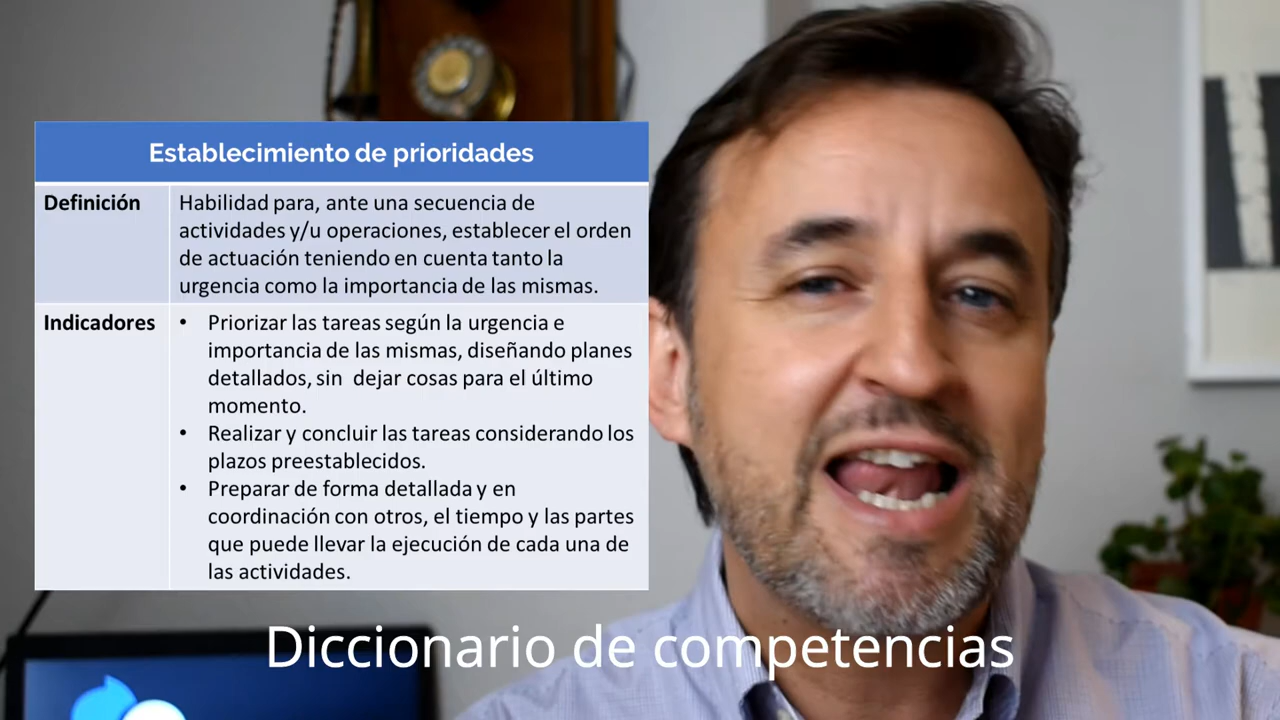 Establecimiento de prioridades
Definición
Habilidad para, ante una secuencia de
actividades y/u operaciones, establecer el orden
de actuación teniendo en cuenta tanto la
urgencia como la importancia de las mismas.
Indicadores
• Priorizar las tareas según la urgencia e
importancia de las mismas, diseñando planes
detallados, sin dejar cosas para el último
momento.
• Realizar y concluir las tareas considerando los
plazos preestablecidos.
• Preparar de forma detallada y en
coordinación con otros, el tiempo y las partes
que puede llevar la ejecución de cada una de
las actividades.
Diccionario de competencias